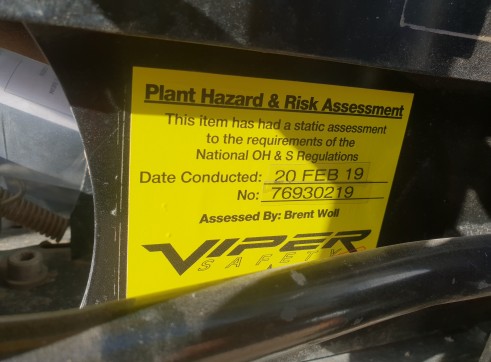 Plant Hazard & Risk Assessment
This item has had a static assessment
to the requirements of the
National OH & S Regulations
Date Conducted: 20 FEB 19
No: 76930219
Assessed By: Brent Woll
VIPER
SAFETY